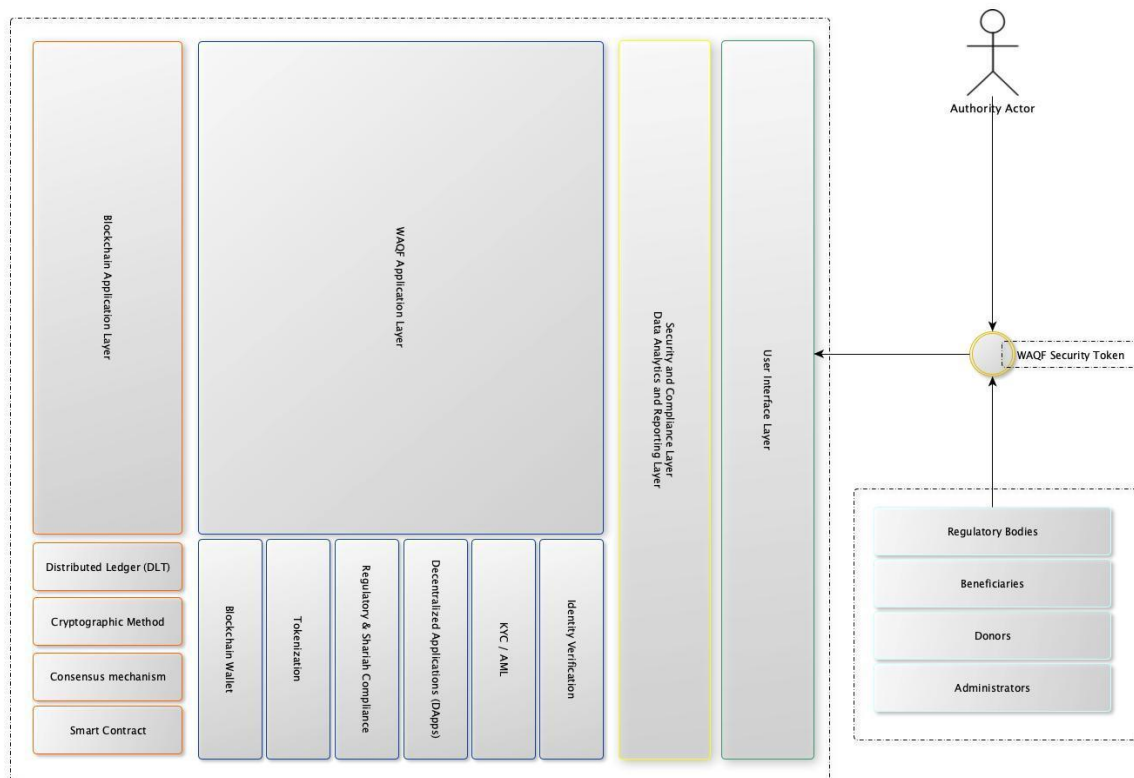 Authority Actor
Blockchain Application Layer
WAQF Application Layer
Security and Compliance Layer
Data Analytics and Reporting Layer
User Interface Layer
WAQF Security Token
Distributed Ledger (DLT)
Cryptographic Method
Consensus mechanism
Smart Contract
Blockchain Wallet
Tokenization
Regulatory & Shariah Compliance
Decentralized Applications (DApps)
KYC / AML
Identity Verification
Regulatory Bodies
Beneficiaries
Donors
Administrators